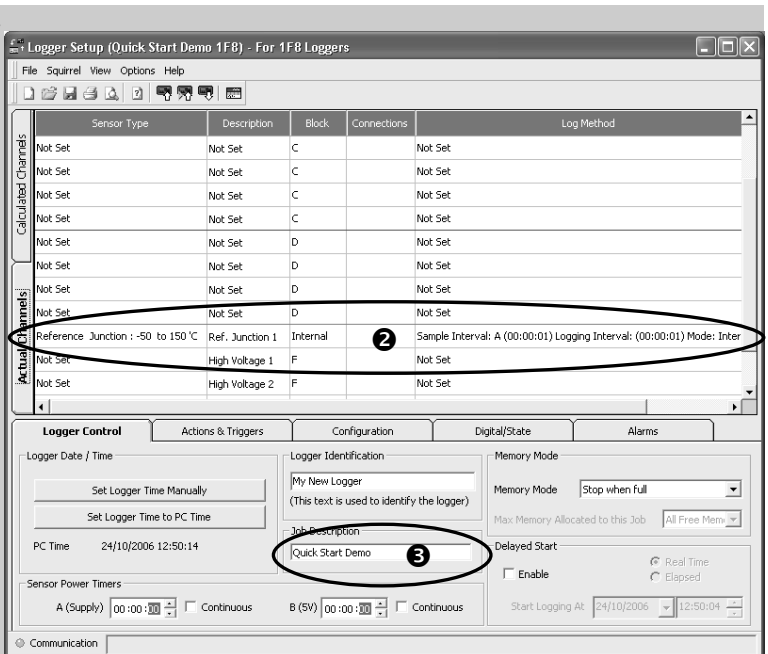 Logger Setup (Quick Start Demo 1F8) - For 1F8 Loggers
File Squirrel View Options Help
Sensor Type Description Block Connections Log Method
Not Set Not Set C Not Set
Not Set Not Set C Not Set
Not Set Not Set C Not Set
Not Set Not Set C Not Set
Not Set Not Set D Not Set
Not Set Not Set D Not Set
Not Set Not Set D Not Set
Not Set Not Set D Not Set
Reference Junction : -50 to 150 'C Ref. Junction 1 Internal ❷ Sample Interval: A (00:00:01) Logging Interval: (00:00:01) Mode: Inter
Not Set High Voltage 1 F Not Set
Not Set High Voltage 2 F Not Set
Calculated Channels
Actual Channels
Logger Control Actions & Triggers Configuration Digital/State Alarms
Logger Date / Time
Set Logger Time Manually
Set Logger Time to PC Time
PC Time 24/10/2006 12:50:14
Logger Identification
My New Logger
(This text is used to identify the logger)
Job Description
Quick Start Demo ❸
Memory Mode
Memory Mode Stop when full
Max Memory Allocated to this Job All Free Mem
Delayed Start
Enable
Real Time
Elapsed
Start Logging At 24/10/2006 12:50:04
Sensor Power Timers
A (Supply) 00:00:00 Continuous B (5V) 00:00:00 Continuous
Communication